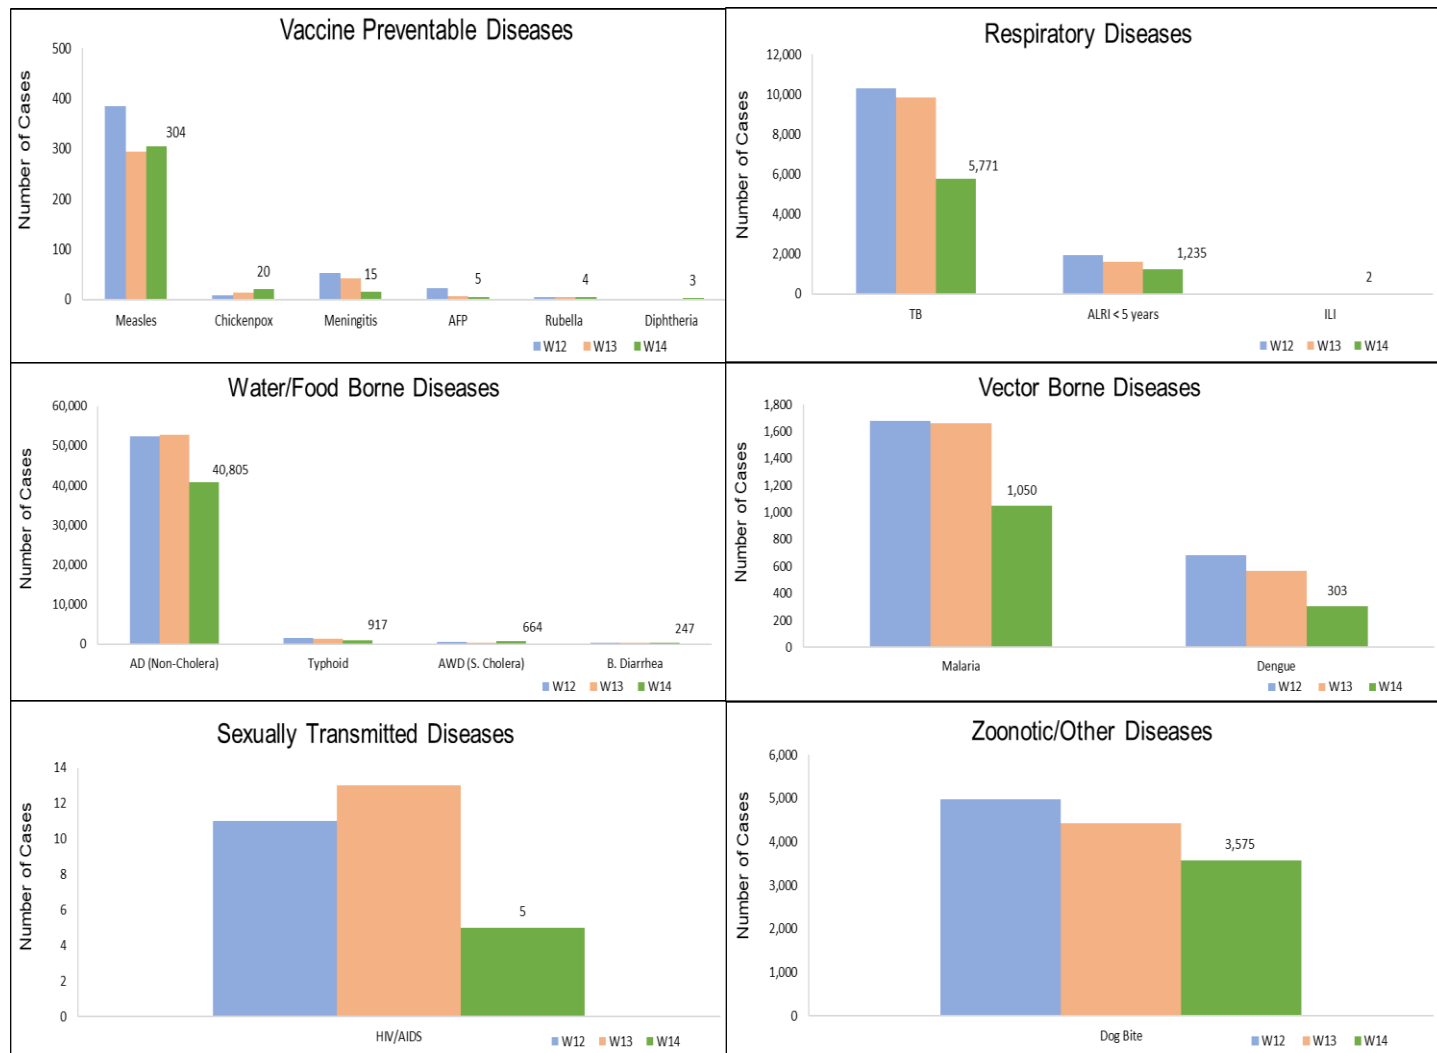 Vaccine Preventable Diseases
Number of Cases
500
400
300
200
100
0
304
20
15
5
4
3
Measles
Chickenpox
Meningitis
AFP
Rubella
Diphtheria
W12 W13 W14
Respiratory Diseases
Number of Cases
12,000
10,000
8,000
6,000
4,000
2,000
0
5,771
1,235
2
TB
ALRI < 5 years
ILI
W12 W13 W14
Water/Food Borne Diseases
Number of Cases
60,000
50,000
40,000
30,000
20,000
10,000
0
40,805
917
664
247
AD (Non-Cholera)
Typhoid
AWD (S. Cholera)
B. Diarrhea
W12 W13 W14
Vector Borne Diseases
Number of Cases
1,800
1,600
1,400
1,200
1,000
800
600
400
200
0
1,050
303
Malaria
Dengue
W12 W13 W14
Sexually Transmitted Diseases
Number of Cases
14
12
10
8
6
4
2
0
5
HIV/AIDS
W12 W13 W14
Zoonotic/Other Diseases
Number of Cases
6,000
5,000
4,000
3,000
2,000
1,000
0
3,575
Dog Bite
W12 W13 W14